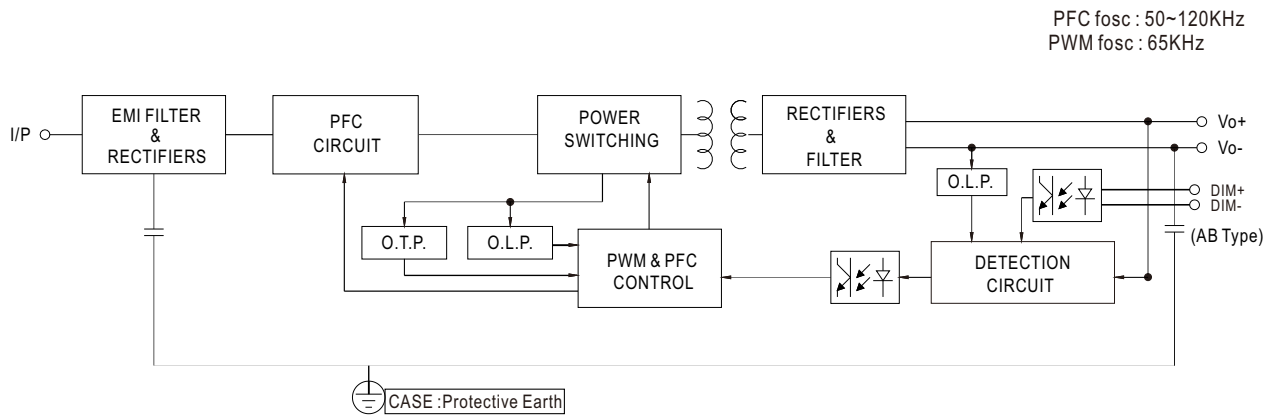 PFC fosc : 50~120KHz
PWM fosc : 65KHz
I/P
EMI FILTER
&
RECTIFIERS
PFC
CIRCUIT
POWER
SWITCHING
RECTIFIERS
&
FILTER
Vo+
Vo-
O.L.P.
DIM+
DIM-
(AB Type)
O.T.P.
O.L.P.
PWM & PFC
CONTROL
DETECTION
CIRCUIT
CASE :Protective Earth